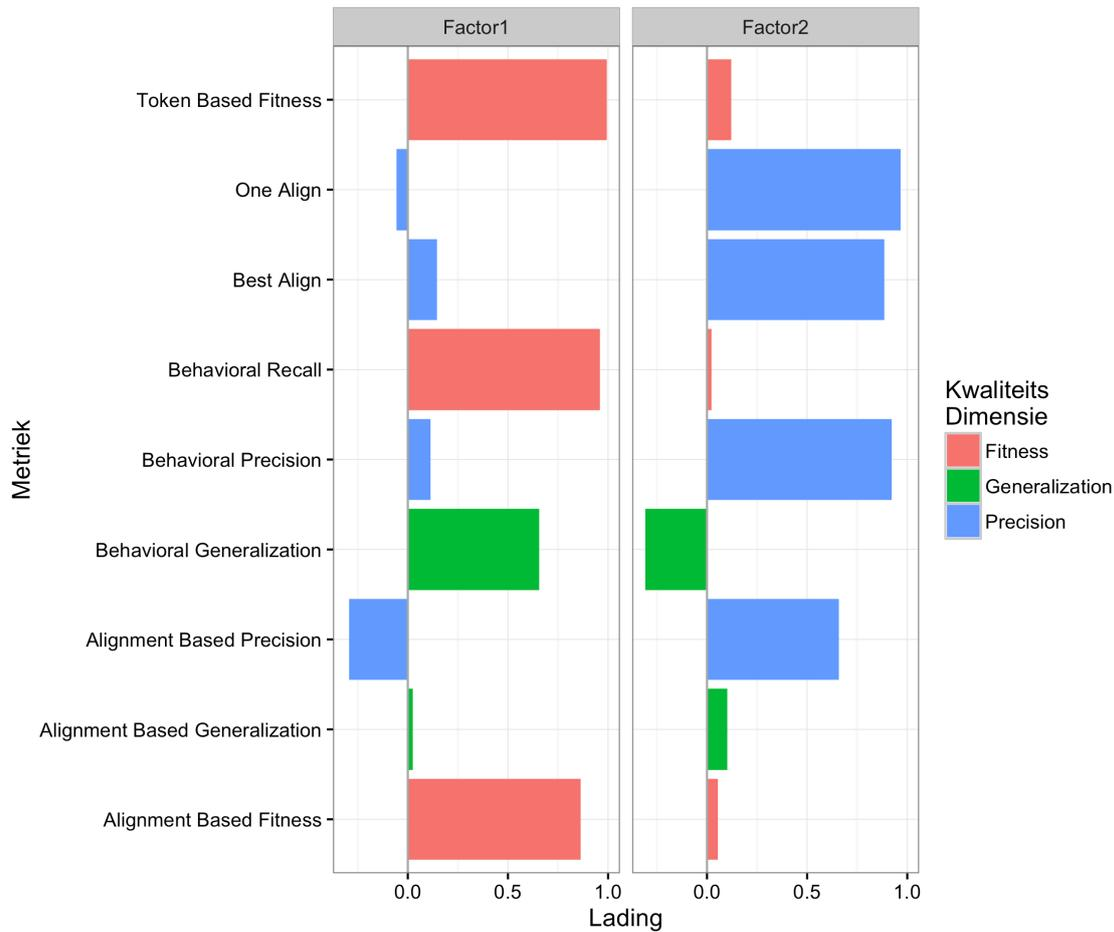 Factor1
Factor2
Token Based Fitness
One Align
Best Align
Behavioral Recall
Behavioral Precision
Behavioral Generalization
Alignment Based Precision
Alignment Based Generalization
Alignment Based Fitness
Metriek
0.0 0.5 1.0
0.0 0.5 1.0
Lading
Kwaliteits
Dimensie
Fitness
Generalization
Precision